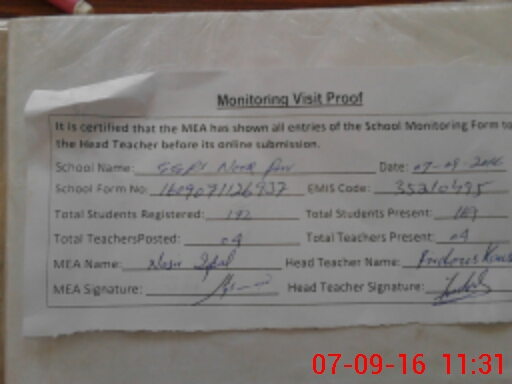 Monitoring Visit Proof
It is certified that the MEA has shown all entries of the School Monitoring Form to
the Head Teacher before its online submission.
School Name: Date: 07-09-2016
School Form No: 1609071126937 EMIS Code: 35210495
Total Students Registered: 192 Total Students Present:
Total TeachersPosted: 04 Total Teachers Present: 04
MEA Name: Head Teacher Name:
MEA Signature: Head Teacher Signature:
07-09-16 11:31